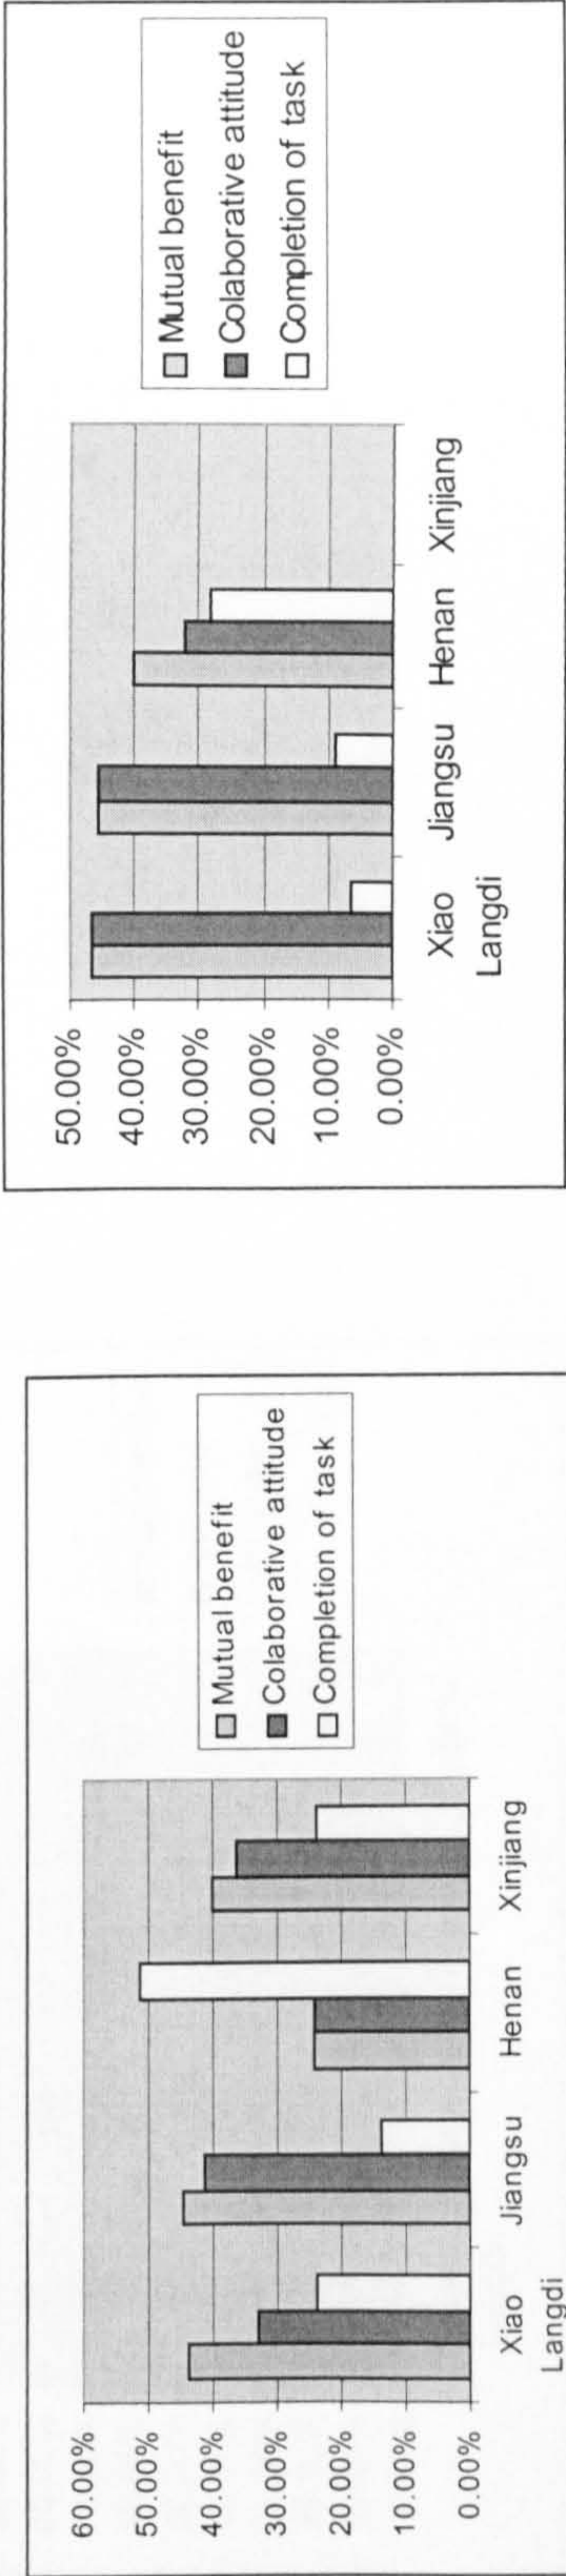 60.00%
50.00%
40.00%
30.00%
20.00%
10.00%
0.00%
Xiao Langdi
Jiangsu
Henan
Xinjiang
Mutual benefit
Colaborative attitude
Completion of task
50.00%
40.00%
30.00%
20.00%
10.00%
0.00%
Xiao Langdi
Jiangsu
Henan
Xinjiang
Mutual benefit
Colaborative attitude
Completion of task